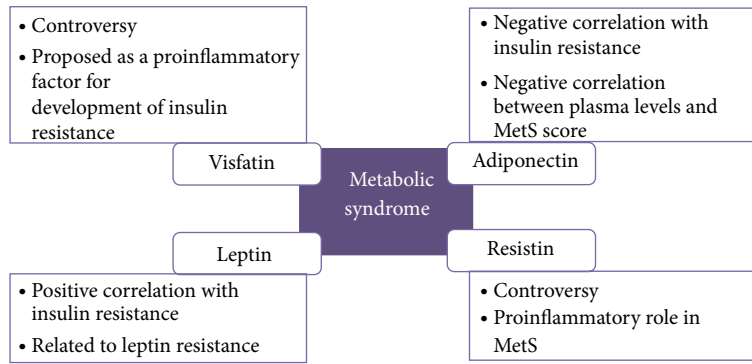 • Controversy
• Proposed as a proinflammatory
factor for
development of insulin
resistance
Visfatin
• Negative correlation with
insulin resistance
• Negative correlation
between plasma levels and
MetS score
Adiponectin
Metabolic
syndrome
Leptin
• Positive correlation with
insulin resistance
• Related to leptin resistance
Resistin
• Controversy
• Proinflammatory role in
MetS